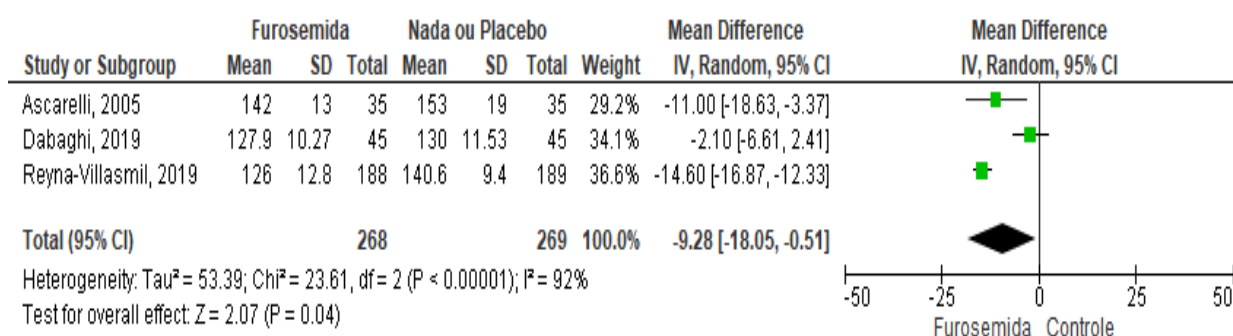 Furosemida Nada ou Placebo Mean Difference Mean Difference
Study or Subgroup Mean SD Total Mean SD Total Weight IV, Random, 95% CI IV, Random, 95% CI
Ascarelli, 2005 142 13 35 153 19 35 29.2% -11.00 [-18.63, -3.37]
Dabaghi, 2019 127.9 10.27 45 130 11.53 45 34.1% -2.10 [-6.61, 2.41]
Reyna-Villasmil, 2019 126 12.8 188 140.6 9.4 189 36.6% -14.60 [-16.87, -12.33]
Total (95% CI) 268 269 100.0% -9.28 [-18.05, -0.51]
Heterogeneity: Tau² = 53.39; Chi² = 23.61, df = 2 (P < 0.00001); I² = 92%
Test for overall effect: Z = 2.07 (P = 0.04)
-50 -25 0 25 50
Furosemida Controle